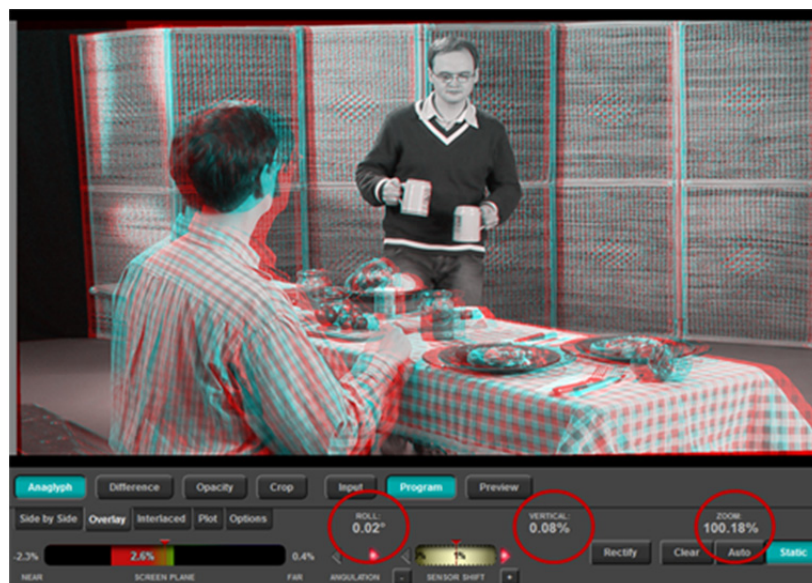 Anaglyph Difference Opacity Crop Input Program Preview
Side by Side Overlay Interlaced Plot Options
ROLL:
0.02°
VERTICAL:
0.08%
ZOOM:
100.18%
-2.3% 2.6% 0.4% 1%
Rectify Clear Auto Static
NEAR SCREEN PLANE FAR ANGULATION - SENSOR SHIFT +